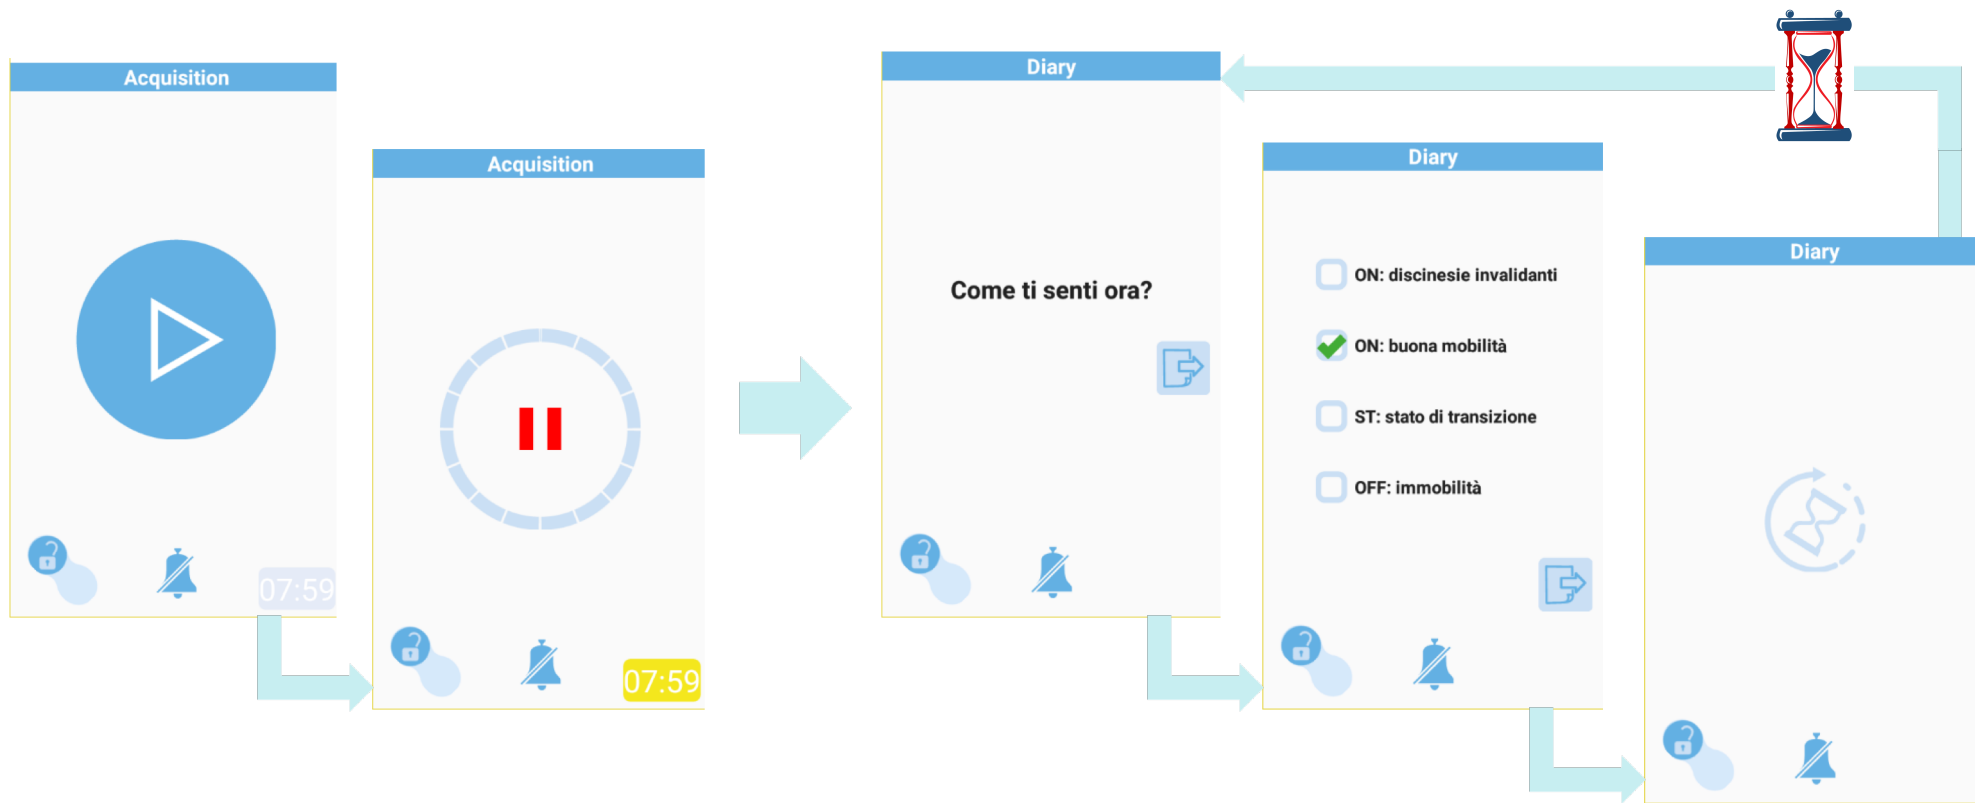 Acquisition
07:59
Acquisition
07:59
Diary
Come ti senti ora?
Diary
ON: discinesie invalidanti
ON: buona mobilità
ST: stato di transizione
OFF: immobilità
Diary